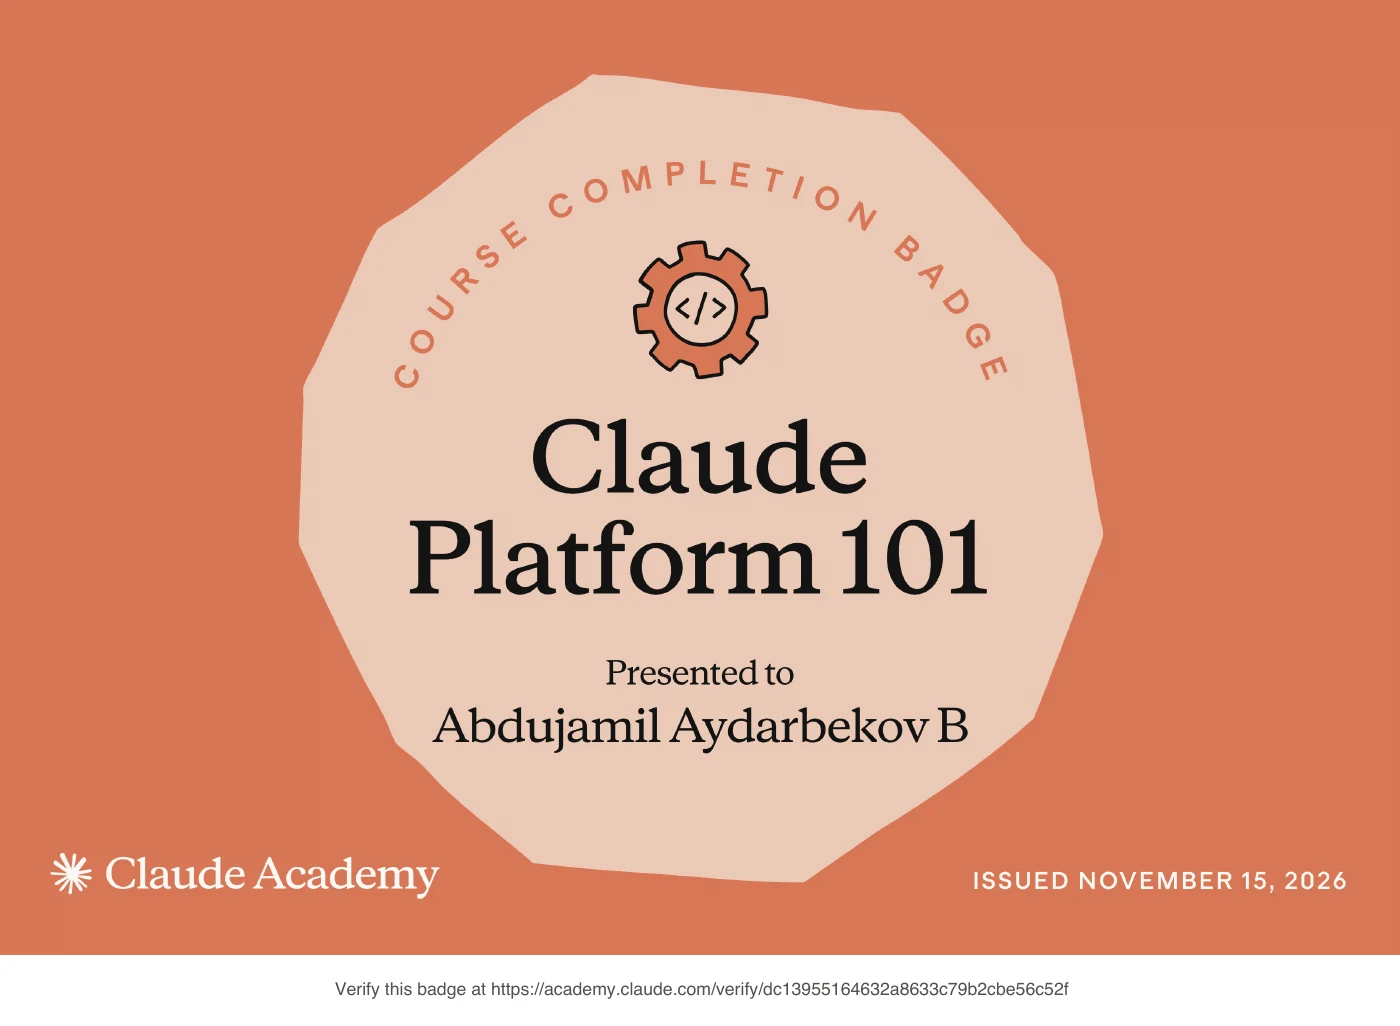 COURSE COMPLETION BADGE
</>
Claude
Platform 101
Presented to
Abdujamil Aydarbekov B
Claude Academy
ISSUED NOVEMBER 15, 2026
Verify this badge at https://academy.claude.com/verify/dc13955164632a8633c79b2cbe56c52f